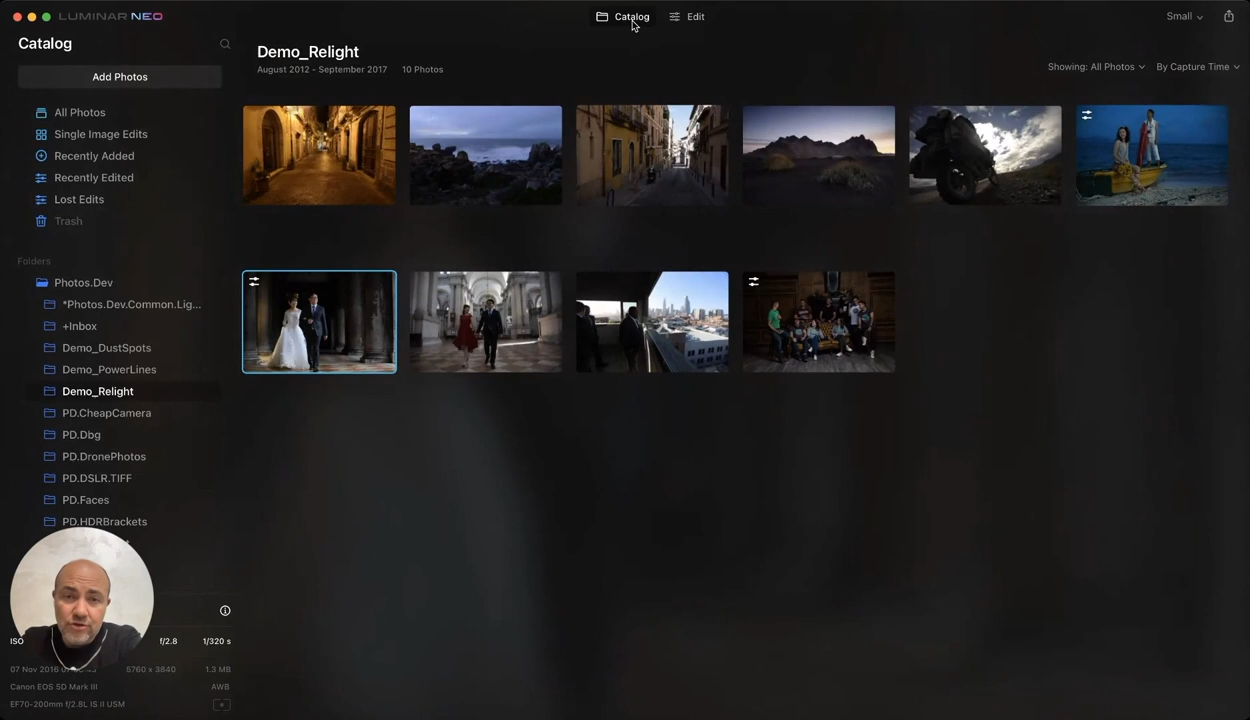 LUMINAR NEO
Catalog
Edit
Small
Catalog
Add Photos
All Photos
Single Image Edits
Recently Added
Recently Edited
Lost Edits
Trash
Folders
Photos.Dev
*Photos.Dev.Common.Lig...
+Inbox
Demo_DustSpots
Demo_PowerLines
Demo_Relight
PD.CheapCamera
PD.Dbg
PD.DronePhotos
PD.DSLR.TIFF
PD.Faces
PD.HDRBrackets
Demo_Relight
August 2012 - September 2017 10 Photos
Showing: All Photos
By Capture Time
ISO f/2.8 1/320 s
07 Nov 2016 5760 x 3840 1.3 MB
Canon EOS 5D Mark III AWB
EF70-200mm f/2.8L IS II USM